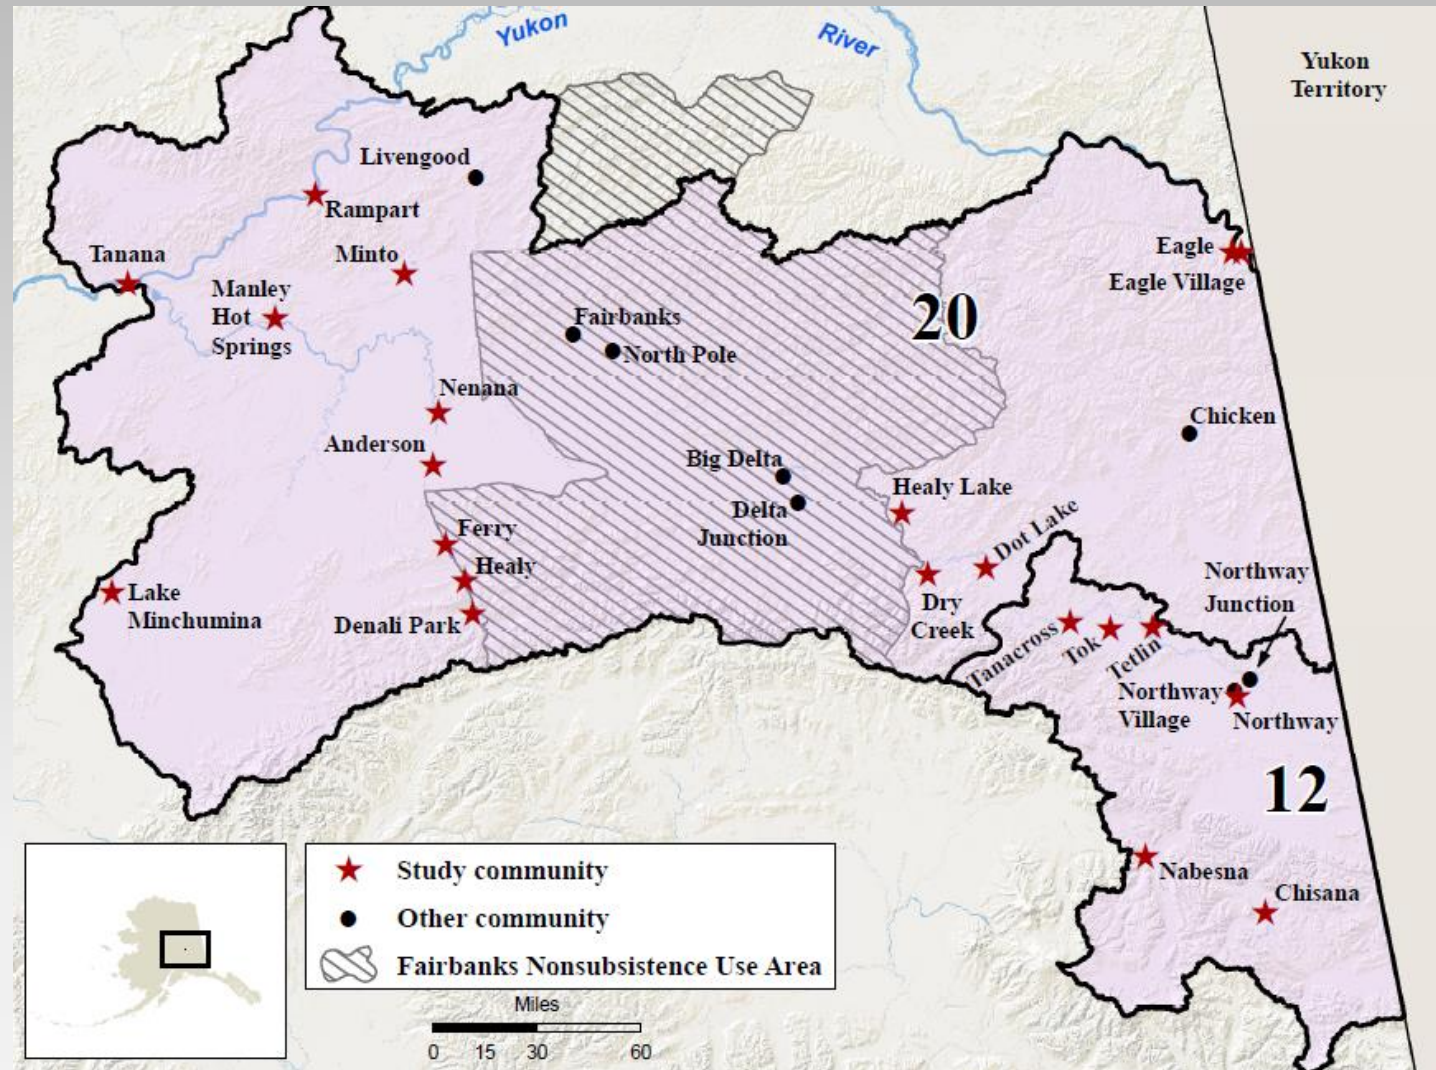 Yukon
River
Yukon
Territory
Livengood
Rampart
Tanana
Minto
Manley
Hot
Springs
Eagle
Eagle Village
Fairbanks
North Pole
20
Nenana
Anderson
Chicken
Big Delta
Delta
Junction
Healy Lake
Dot Lake
Ferry
Healy
Denali Park
Lake
Minchumina
Dry
Creek
Northway
Junction
Tanacross
Tok
Tetlin
Northway
Village
Northway
12
Nabesna
Chisana
Study community
Other community
Fairbanks Nonsubsistence Use Area
Miles
0 15 30 60